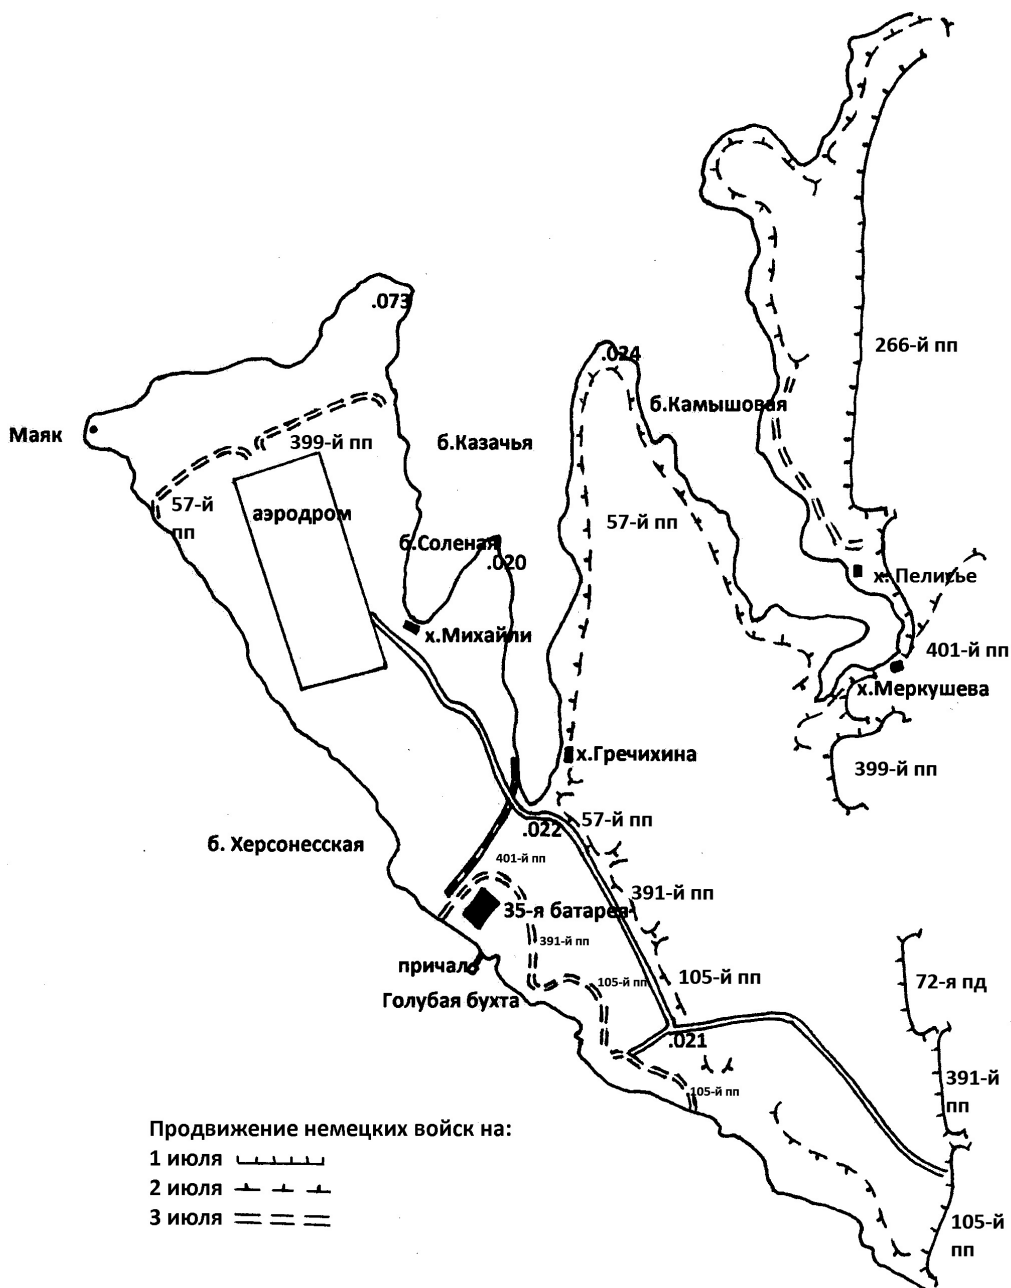 .073
266-й пп
.024
б.Камышовая
Маяк
399-й пп
б.Казачья
57-й
пп
аэродром
57-й пп
б.Соленая
.020
х. Пелисье
х.Михайли
401-й пп
х.Меркушева
х.Гречихина
399-й пп
57-й пп
.022
б. Херсонесская
401-й пп
391-й пп
35-я батарея
391-й пп
причал
105-й пп
105-й пп
72-я пд
Голубая бухта
.021
391-й
пп
105-й пп
Продвижение немецких войск на:
1 июля
2 июля
3 июля
105-й
пп